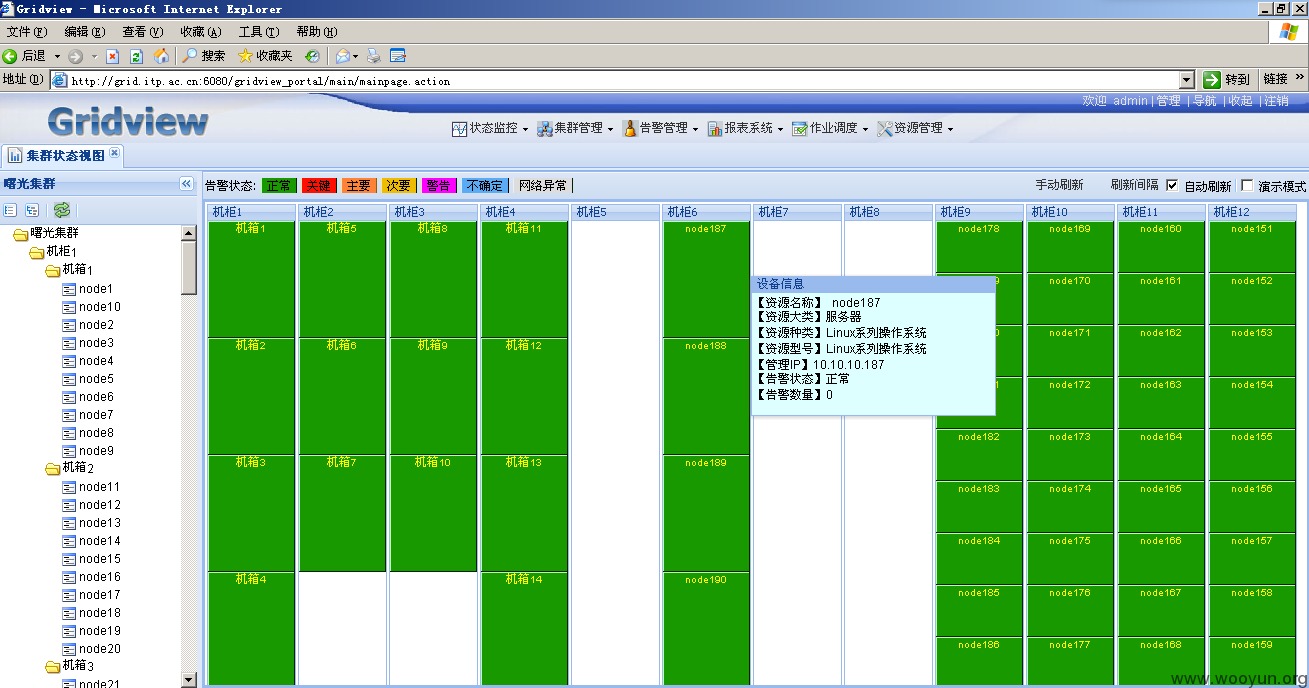 Gridview - Microsoft Internet Explorer
文件(F) 编辑(E) 查看(V) 收藏(A) 工具(T) 帮助(H)
后退 搜索 收藏夹
地址(D) http://grid.itp.ac.cn:6080/gridview_portal/main/mainpage.action 转到 链接 »
欢迎 admin | 管理 | 导航 | 收起 | 注销
Gridview 状态监控 集群管理 告警管理 报表系统 作业调度 资源管理
集群状态视图
曙光集群 « 告警状态: 正常 关键 主要 次要 警告 不确定 网络异常 手动刷新 刷新间隔 自动刷新 演示模式
机柜1 机柜2 机柜3 机柜4 机柜5 机柜6 机柜7 机柜8 机柜9 机柜10 机柜11 机柜12
曙光集群
机柜1
机箱1
node1
node10
node2
node3
node4
node5
node6
node7
node8
node9
机箱2
node11
node12
node13
node14
node15
node16
node17
node18
node19
node20
机箱3
node21
机箱1 机箱5 机箱8 机箱11 node187
机箱2 机箱6 机箱9 机箱12 node188
机箱3 机箱7 机箱10 机箱13 node189
机箱4 机箱14 node190
设备信息
【资源名称】 node187
【资源大类】服务器
【资源种类】Linux系列操作系统
【资源型号】Linux系列操作系统
【管理IP】10.10.10.187
【告警状态】正常
【告警数量】0
node178 node169 node160 node151
9 node170 node161 node152
0 node171 node162 node153
1 node172 node163 node154
node182 node173 node164 node155
node183 node174 node165 node156
node184 node175 node166 node157
node185 node176 node167 node158
node186 node177 node168 node159
www.wooyun.org